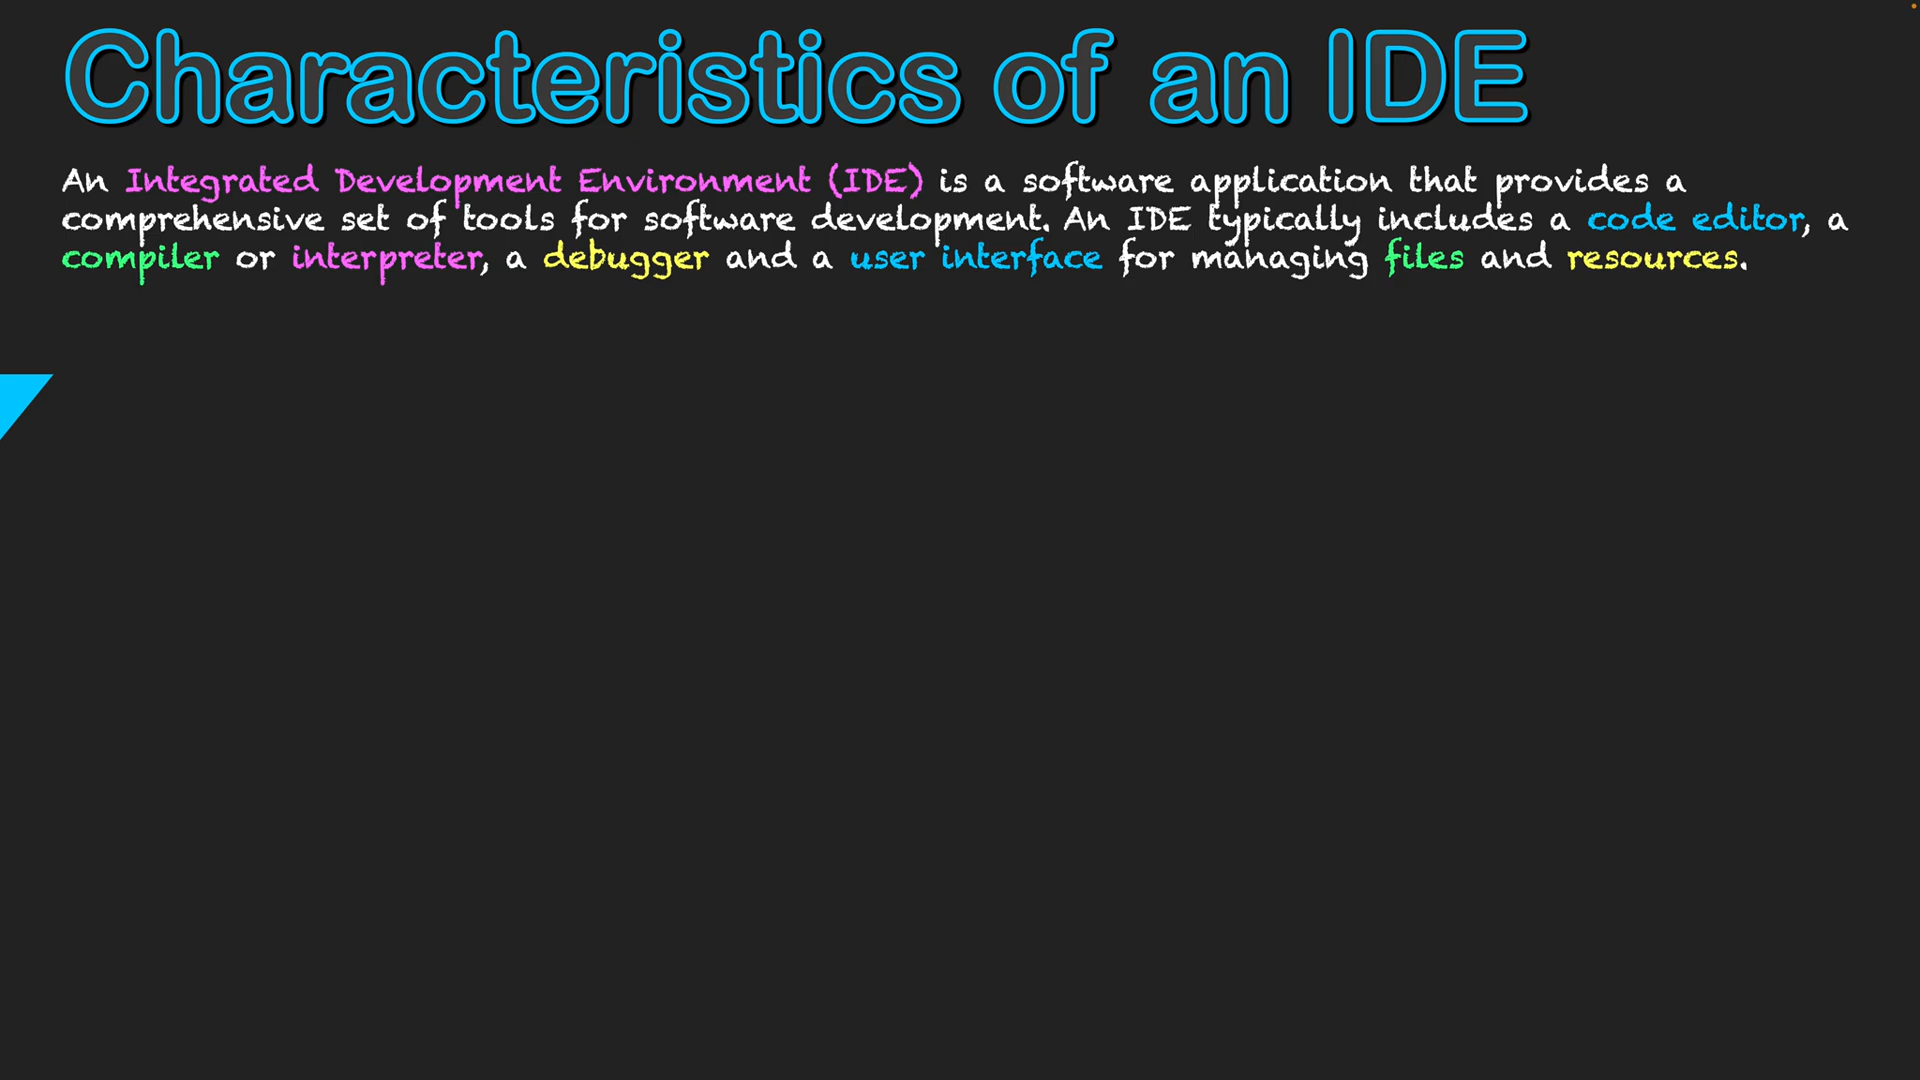 Characteristics of an IDE
An Integrated Development Environment (IDE) is a software application that provides a
comprehensive set of tools for software development. An IDE typically includes a code editor, a
compiler or interpreter, a debugger and a user interface for managing files and resources.